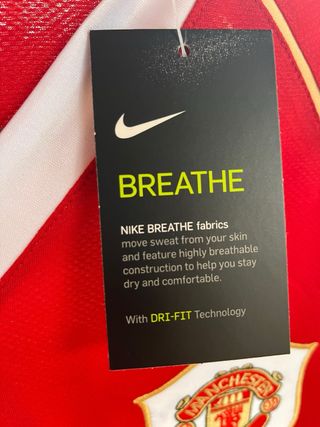 BREATHE
NIKE BREATHE fabrics
move sweat from your skin
and feature highly breathable
construction to help you stay
dry and comfortable.
With DRI-FIT Technology
MANCHESTER